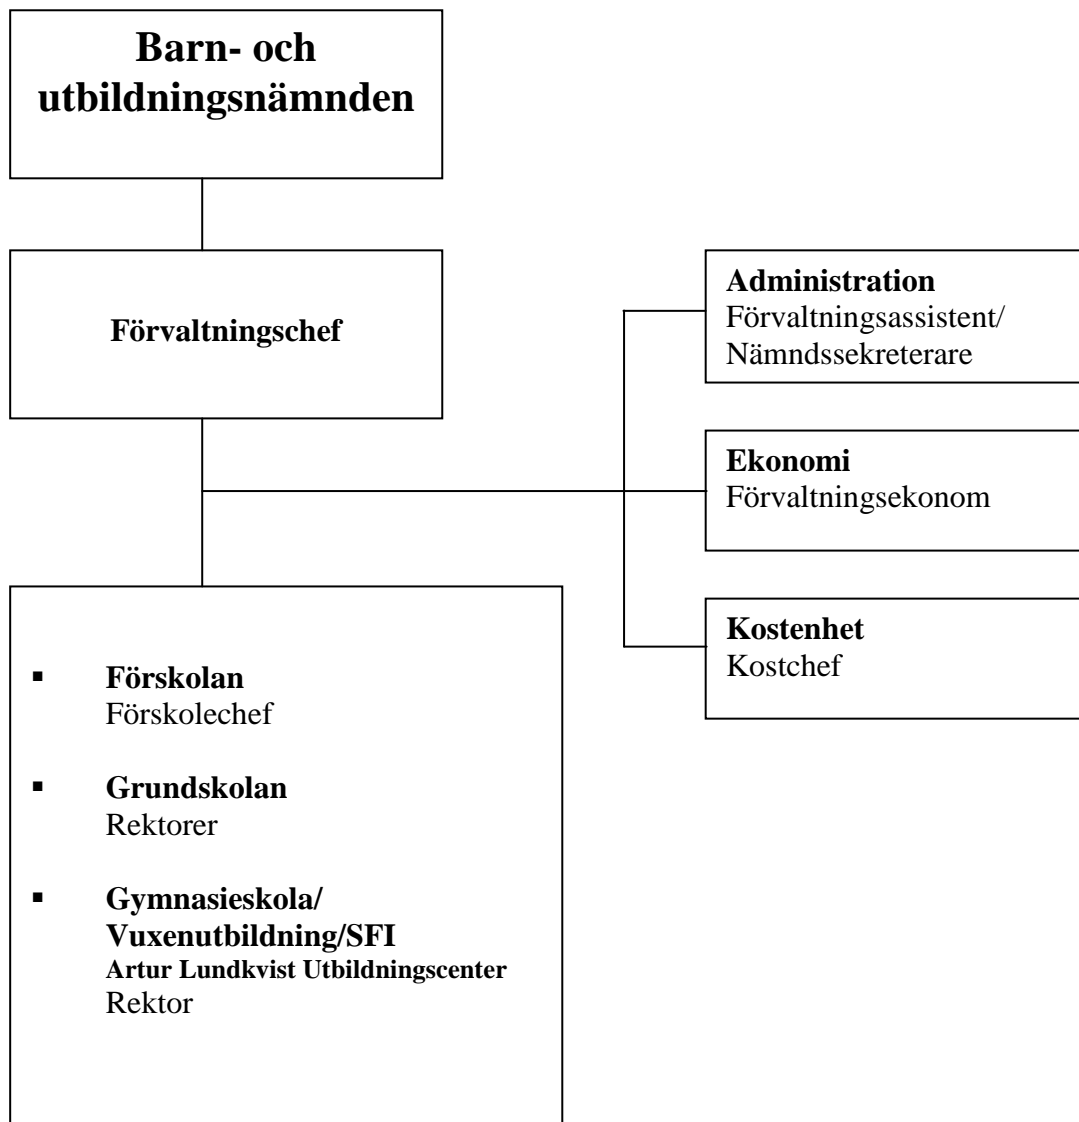 Barn- och
utbildningsnämnden
Förvaltningschef
Administration
Förvaltningsassistent/
Nämndssekreterare
Ekonomi
Förvaltningsekonom
Kostenhet
Kostchef
▪ Förskolan
Förskolechef
▪ Grundskolan
Rektorer
▪ Gymnasieskola/
Vuxenutbildning/SFI
Artur Lundkvist Utbildningscenter
Rektor